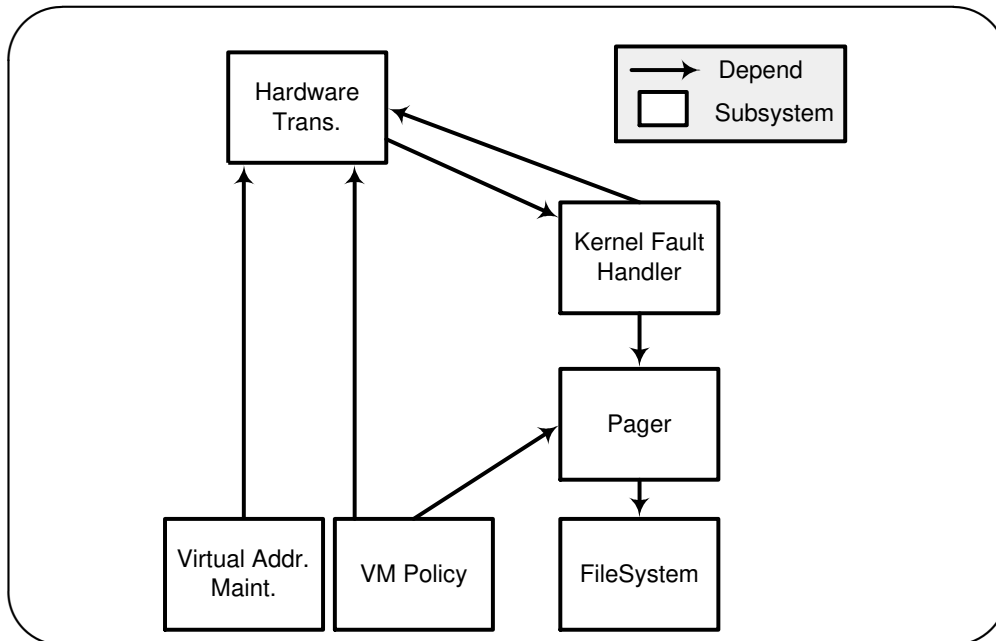 Hardware
Trans.
Depend
Subsystem
Kernel Fault
Handler
Pager
Virtual Addr.
Maint.
VM Policy
FileSystem